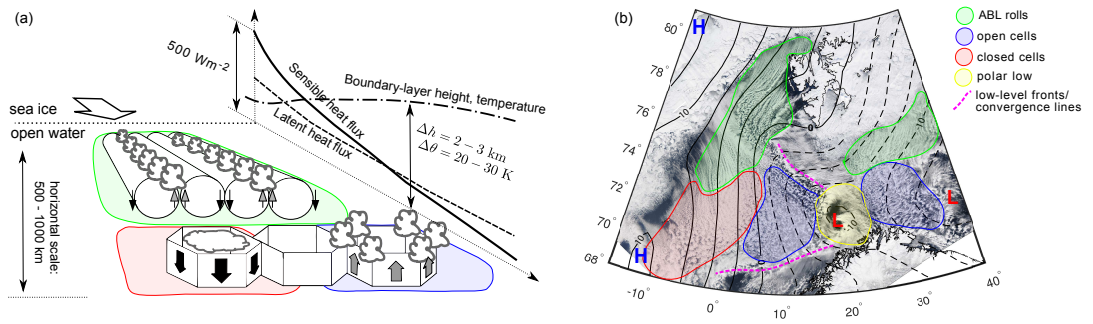 (a)
500 Wm⁻²
Sensible heat flux
Boundary-layer height, temperature
sea ice
open water
Latent heat flux
Δh = 2 − 3 km
Δθ = 20 − 30 K
horizontal scale:
500 - 1000 km
(b)
80°
78°
76°
74°
72°
70°
68°
-10°
0°
10°
20°
30°
40°
H
H
L
L
-10
-10
-10
-10
0
0
ABL rolls
open cells
closed cells
polar low
low-level fronts/
convergence lines